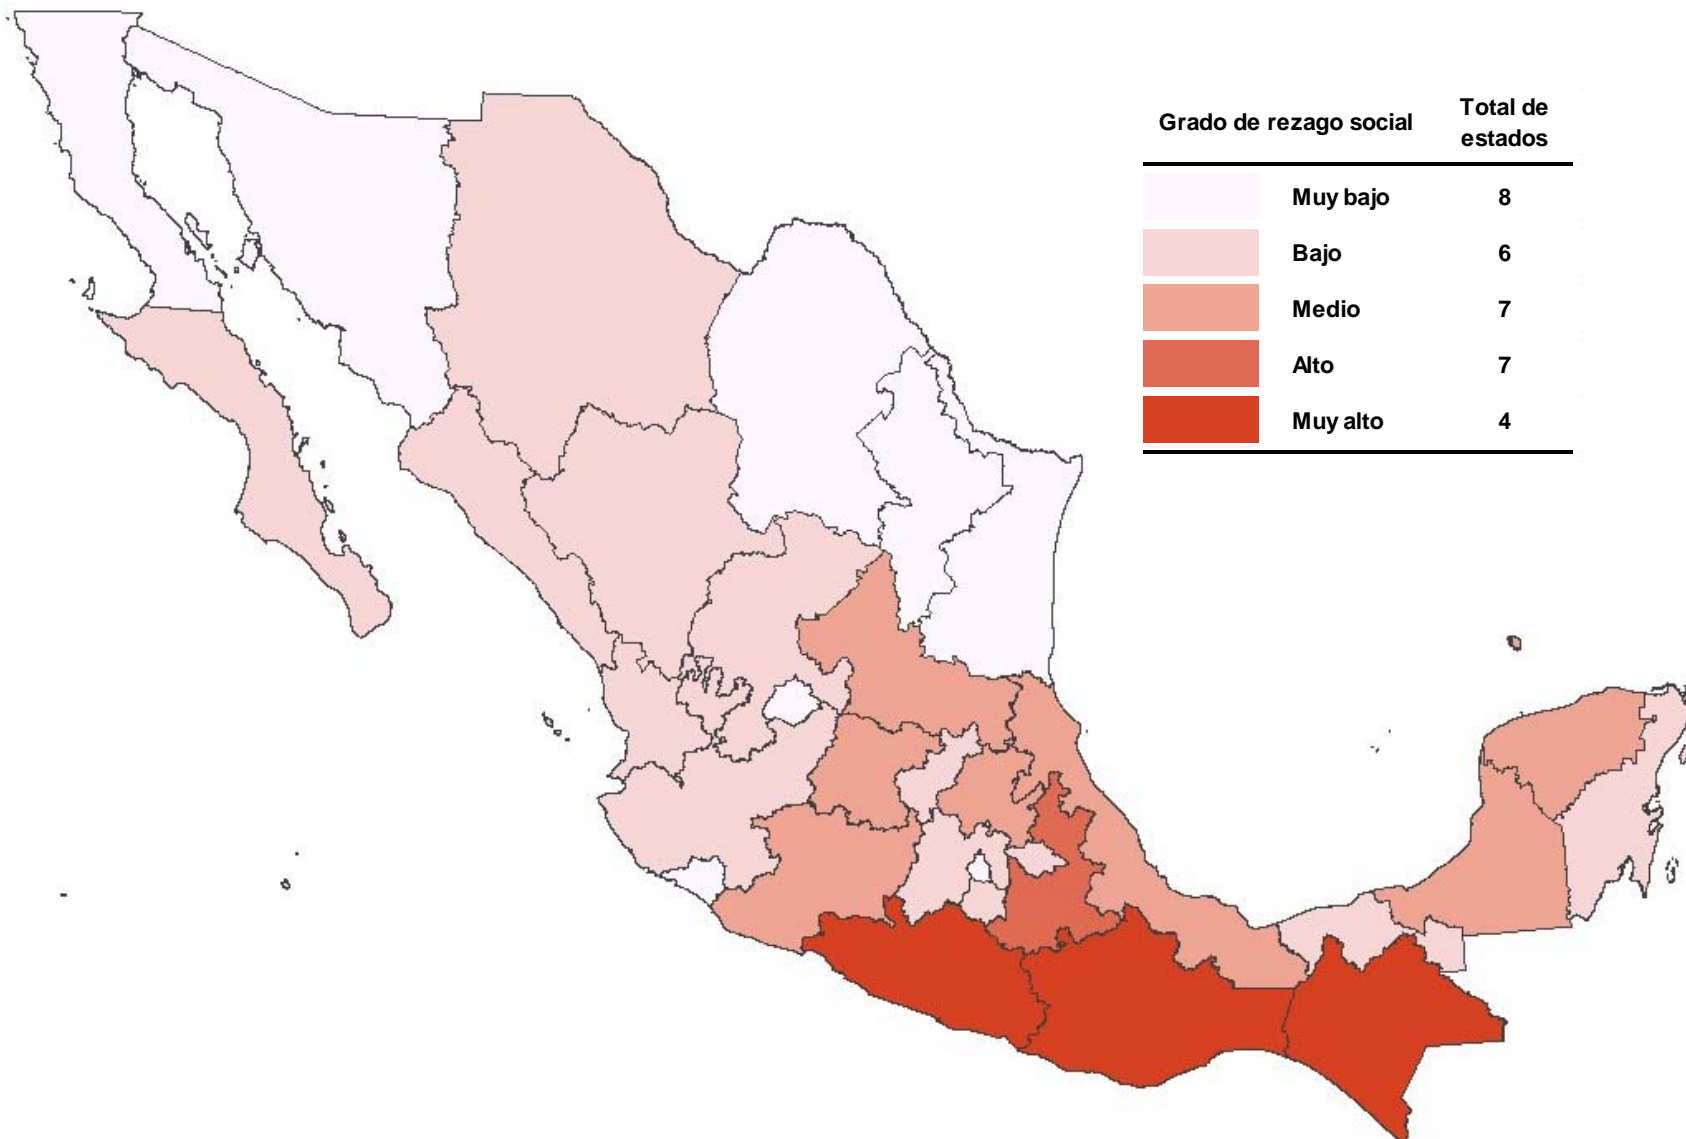 Grado de rezago social Total de
estados
Muy bajo 8
Bajo 6
Medio 7
Alto 7
Muy alto 4